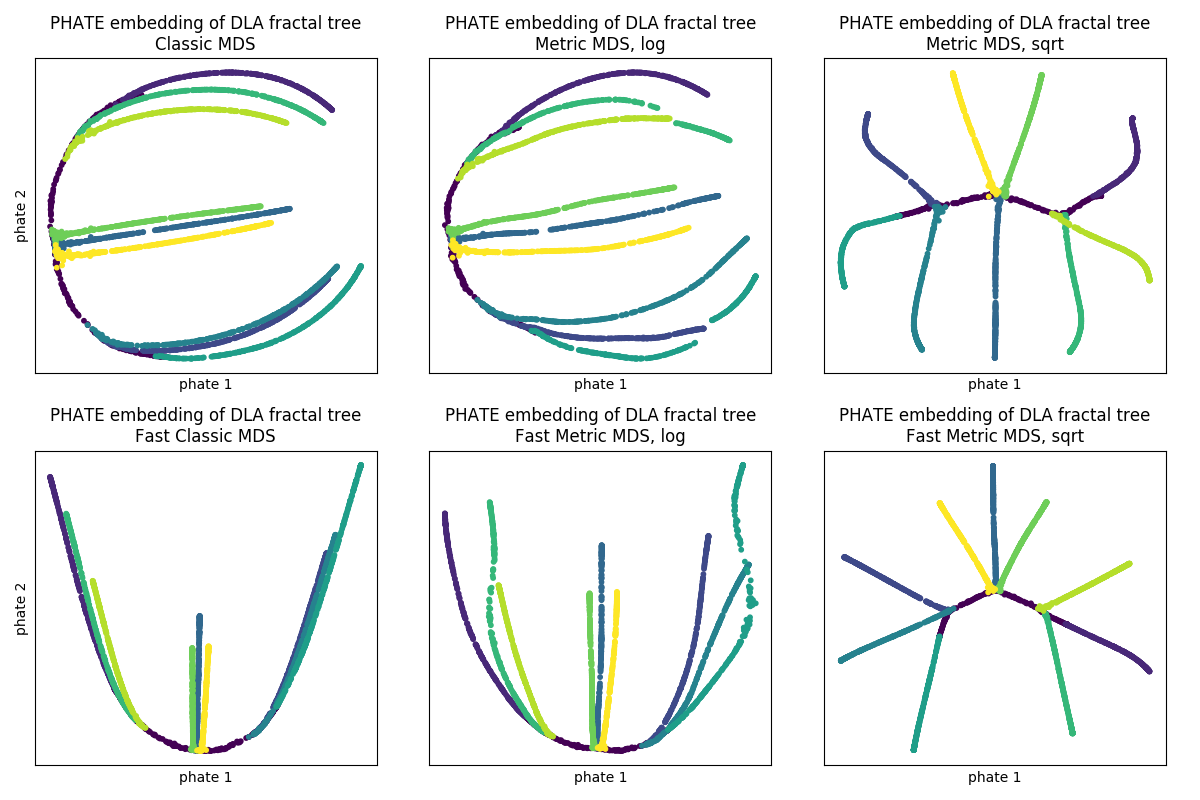 PHATE embedding of DLA fractal tree
Classic MDS
phate 2
phate 1
PHATE embedding of DLA fractal tree
Metric MDS, log
phate 1
PHATE embedding of DLA fractal tree
Metric MDS, sqrt
phate 1
PHATE embedding of DLA fractal tree
Fast Classic MDS
phate 2
phate 1
PHATE embedding of DLA fractal tree
Fast Metric MDS, log
phate 1
PHATE embedding of DLA fractal tree
Fast Metric MDS, sqrt
phate 1